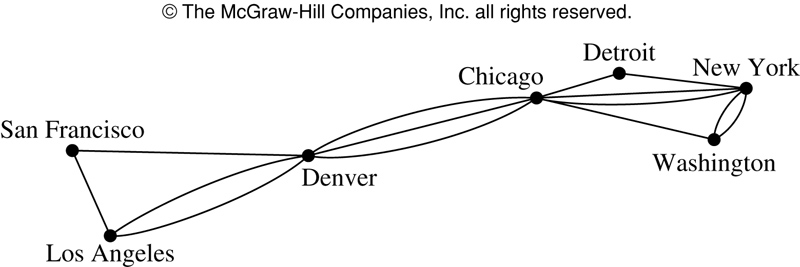 © The McGraw-Hill Companies, Inc. all rights reserved.
Detroit
Chicago
New York
San Francisco
Washington
Denver
Los Angeles